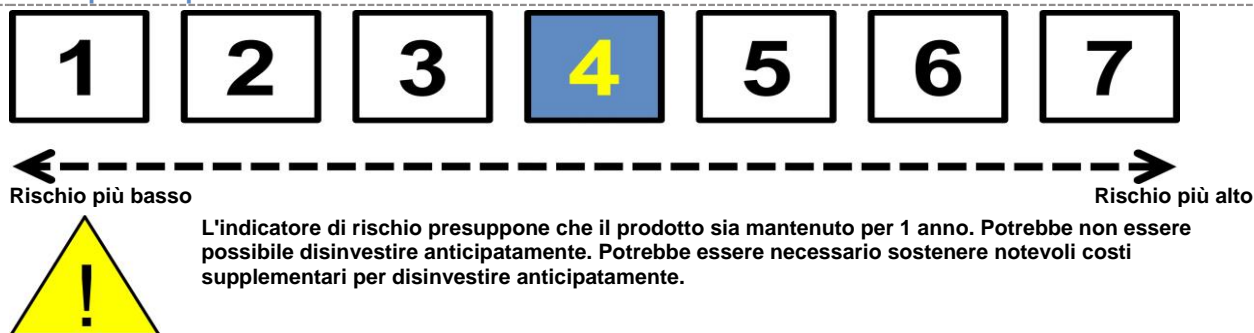 1 2 3 4 5 6 7
Rischio più basso Rischio più alto
L'indicatore di rischio presuppone che il prodotto sia mantenuto per 1 anno. Potrebbe non essere
possibile disinvestire anticipatamente. Potrebbe essere necessario sostenere notevoli costi
supplementari per disinvestire anticipatamente.
!